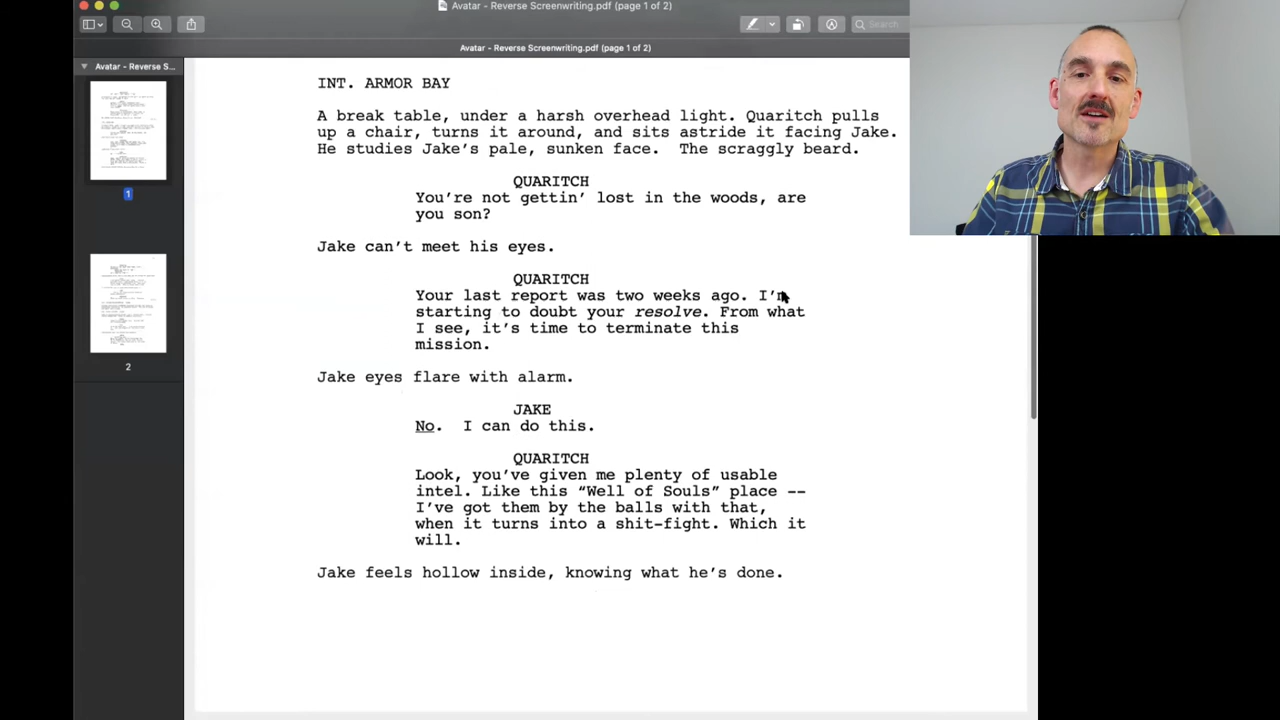 Avatar - Reverse Screenwriting.pdf (page 1 of 2)
Search
Avatar - Reverse Screenwriting.pdf (page 1 of 2)
Avatar - Reverse S...
1
2
INT. ARMOR BAY
A break table, under a harsh overhead light. Quaritch pulls
up a chair, turns it around, and sits astride it facing Jake.
He studies Jake's pale, sunken face. The scraggly beard.
QUARITCH
You're not gettin' lost in the woods, are
you son?
Jake can't meet his eyes.
QUARITCH
Your last report was two weeks ago. I'm
starting to doubt your resolve. From what
I see, it's time to terminate this
mission.
Jake eyes flare with alarm.
JAKE
No. I can do this.
QUARITCH
Look, you've given me plenty of usable
intel. Like this “Well of Souls” place --
I've got them by the balls with that,
when it turns into a shit-fight. Which it
will.
Jake feels hollow inside, knowing what he's done.